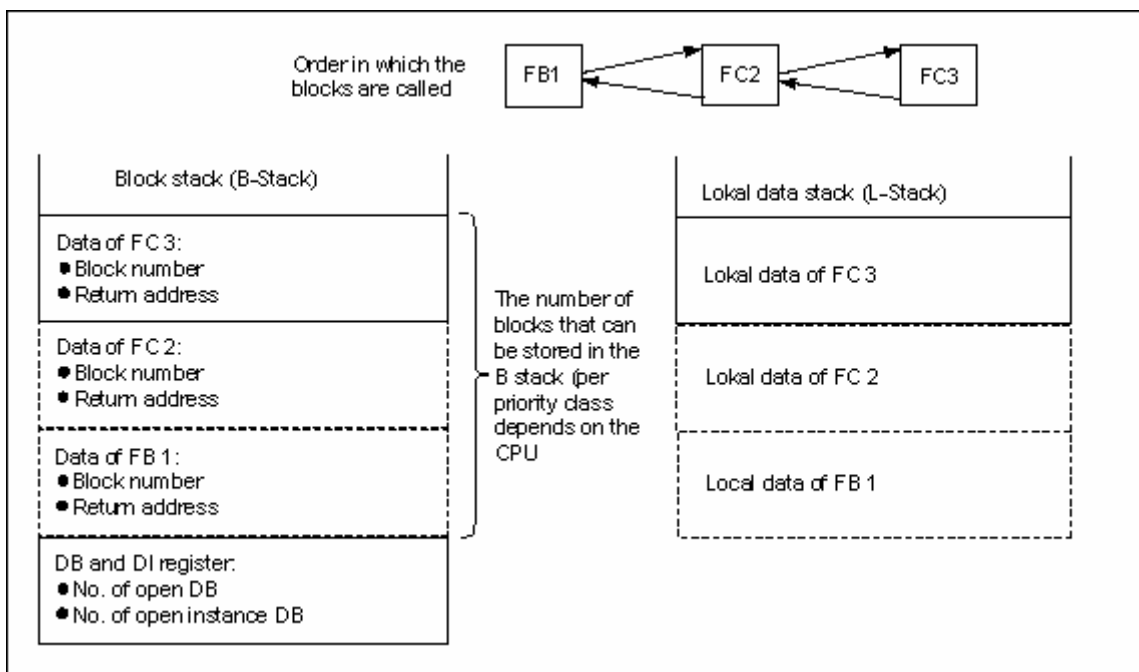 Order in which the
blocks are called
FB1
FC2
FC3
Block stack (B-Stack)
Data of FC 3:
● Block number
● Return address
Data of FC 2:
● Block number
● Return address
Data of FB 1:
● Block number
● Return address
DB and DI register:
● No. of open DB
● No. of open instance DB
The number of
blocks that can
be stored in the
B stack (per
priority class
depends on the
CPU
Lokal data stack (L-Stack)
Lokal data of FC 3
Lokal data of FC 2
Local data of FB 1